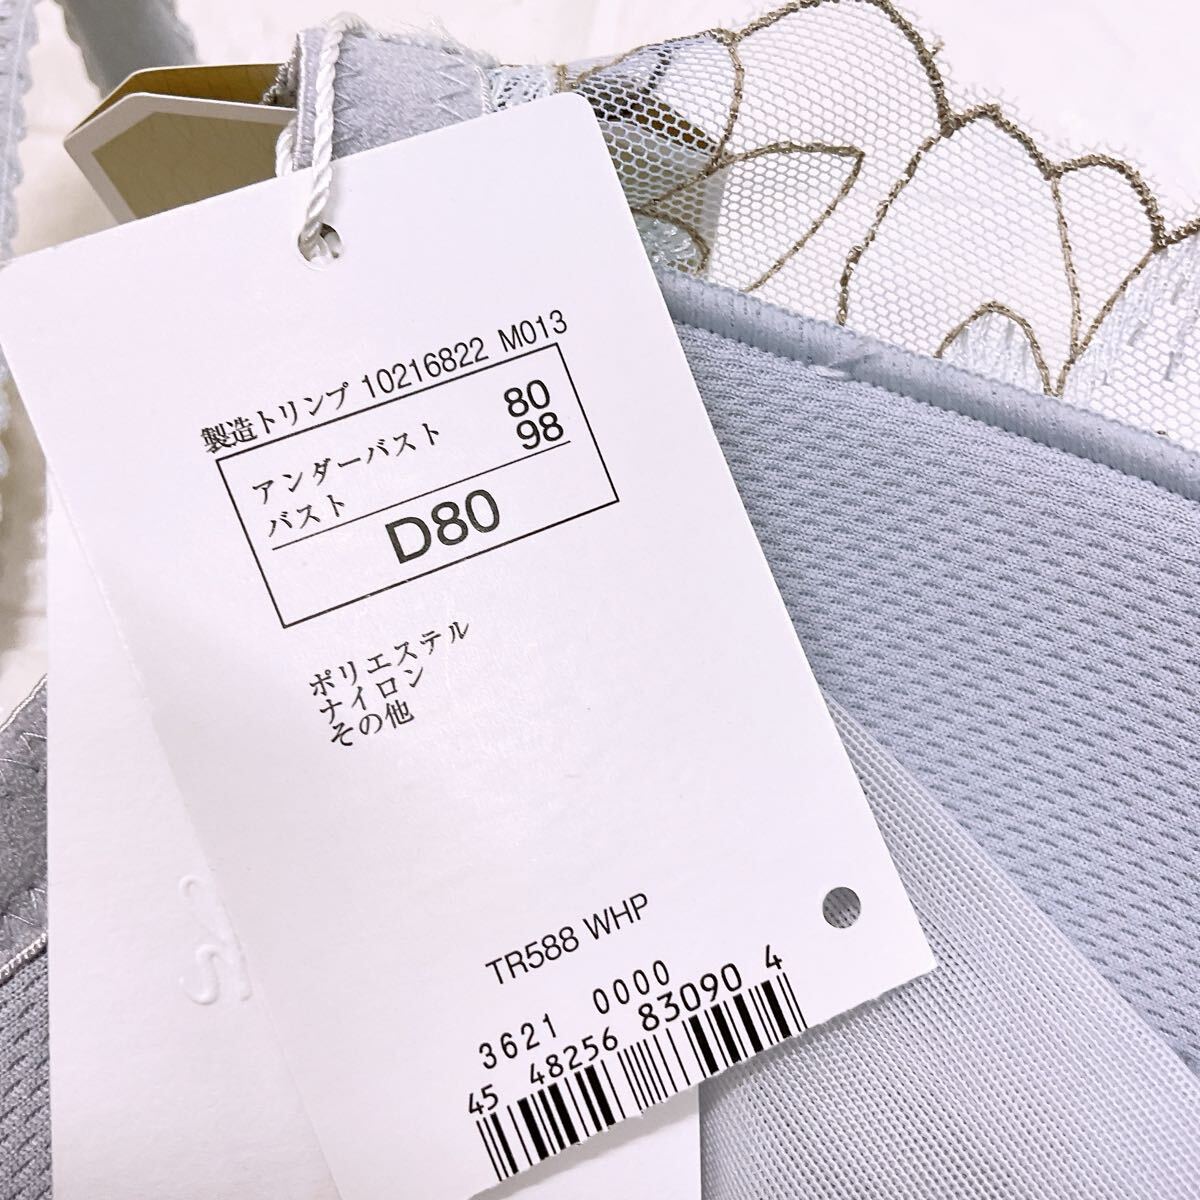 製造トリンプ 10216822 M013
アンダーバスト 80
バスト 98
D80
ポリエステル
ナイロン
その他
TR588 WHP
3621 0000
45 48256 83090 4